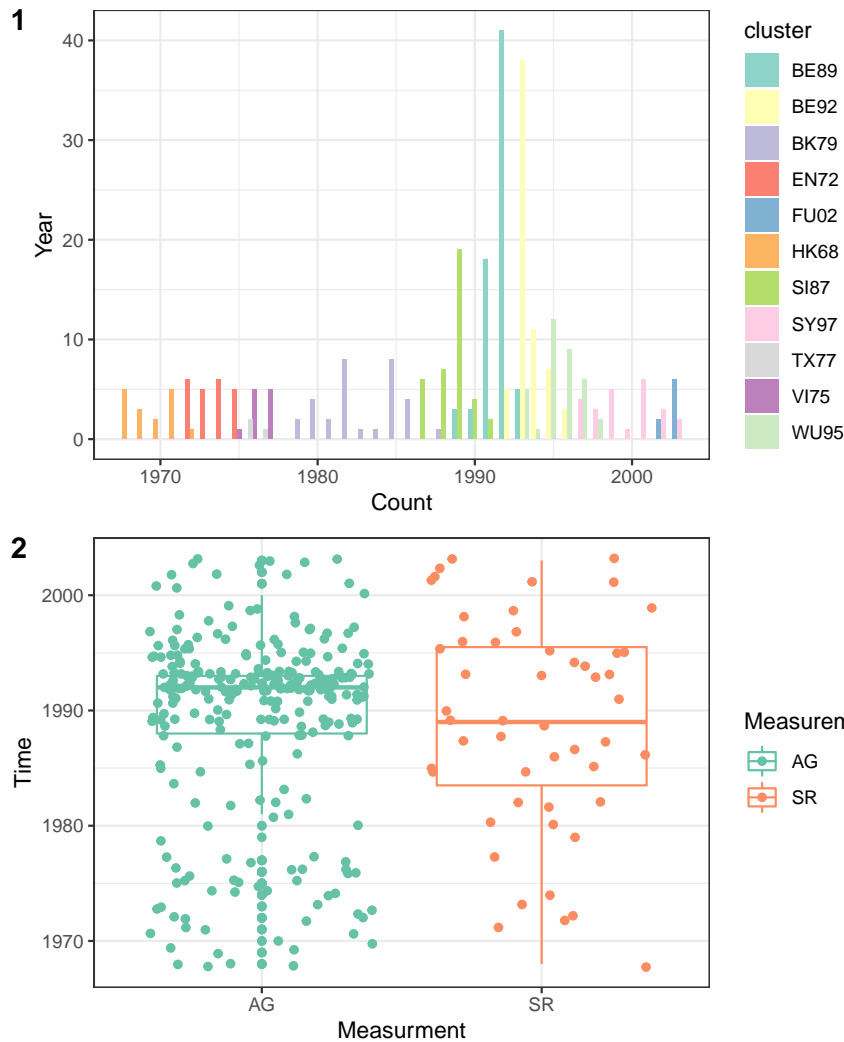 1
40
30
20
10
0
Year
1970
1980
1990
2000
Count
cluster
BE89
BE92
BK79
EN72
FU02
HK68
SI87
SY97
TX77
VI75
WU95
2
2000
1990
1980
1970
Time
AG
SR
Measurment
Measuren
AG
SR